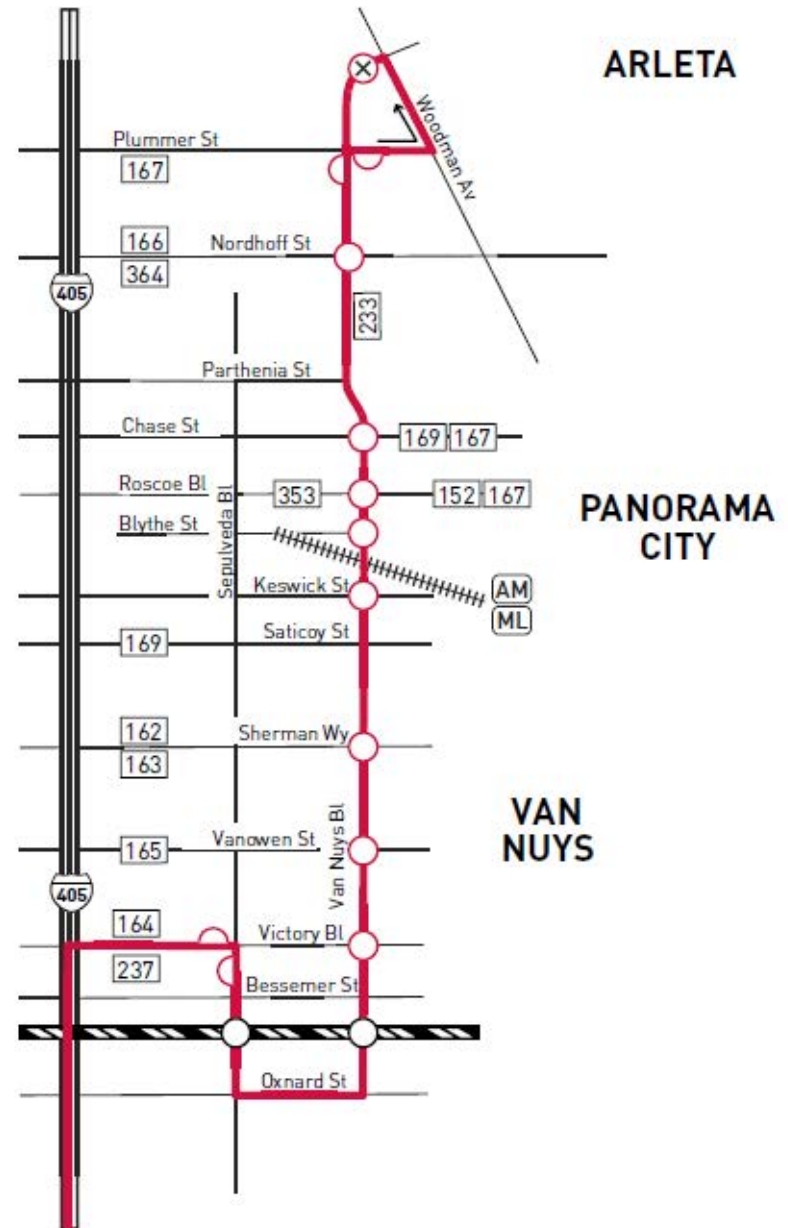 ARLETA
Woodman Av
Plummer St
167
166
Nordhoff St
364
405
233
Parthenia St
Chase St
169 167
Roscoe Bl
353
152 167
PANORAMA
CITY
Blythe St
Sepulveda Bl
Keswick St
AM
ML
Saticoy St
169
162
Sherman Wy
163
VAN
NUYS
Van Nuys Bl
Vanowen St
165
405
164
Victory Bl
237
Bessemer St
Oxnard St